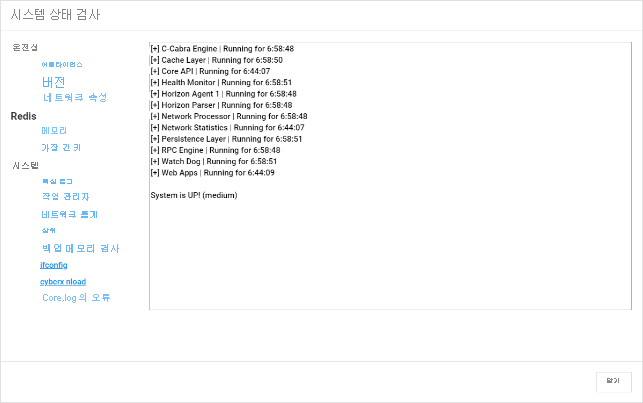 시스템 상태 검사
온전성
어플라이언스
버전
네트워크 속성
Redis
메모리
가장 긴 키
시스템
핵심 로그
작업 관리자
네트워크 통계
상위
백업 메모리 검사
ifconfig
cyberx nload
Core.log의 오류
[+] C-Cabra Engine | Running for 6:58:48
[+] Cache Layer | Running for 6:58:50
[+] Core API | Running for 6:44:07
[+] Health Monitor | Running for 6:58:51
[+] Horizon Agent 1 | Running for 6:58:48
[+] Horizon Parser | Running for 6:58:48
[+] Network Processor | Running for 6:58:48
[+] Network Statistics | Running for 6:44:07
[+] Persistence Layer | Running for 6:58:51
[+] RPC Engine | Running for 6:58:48
[+] Watch Dog | Running for 6:58:51
[+] Web Apps | Running for 6:44:09
System is UP! (medium)
닫기